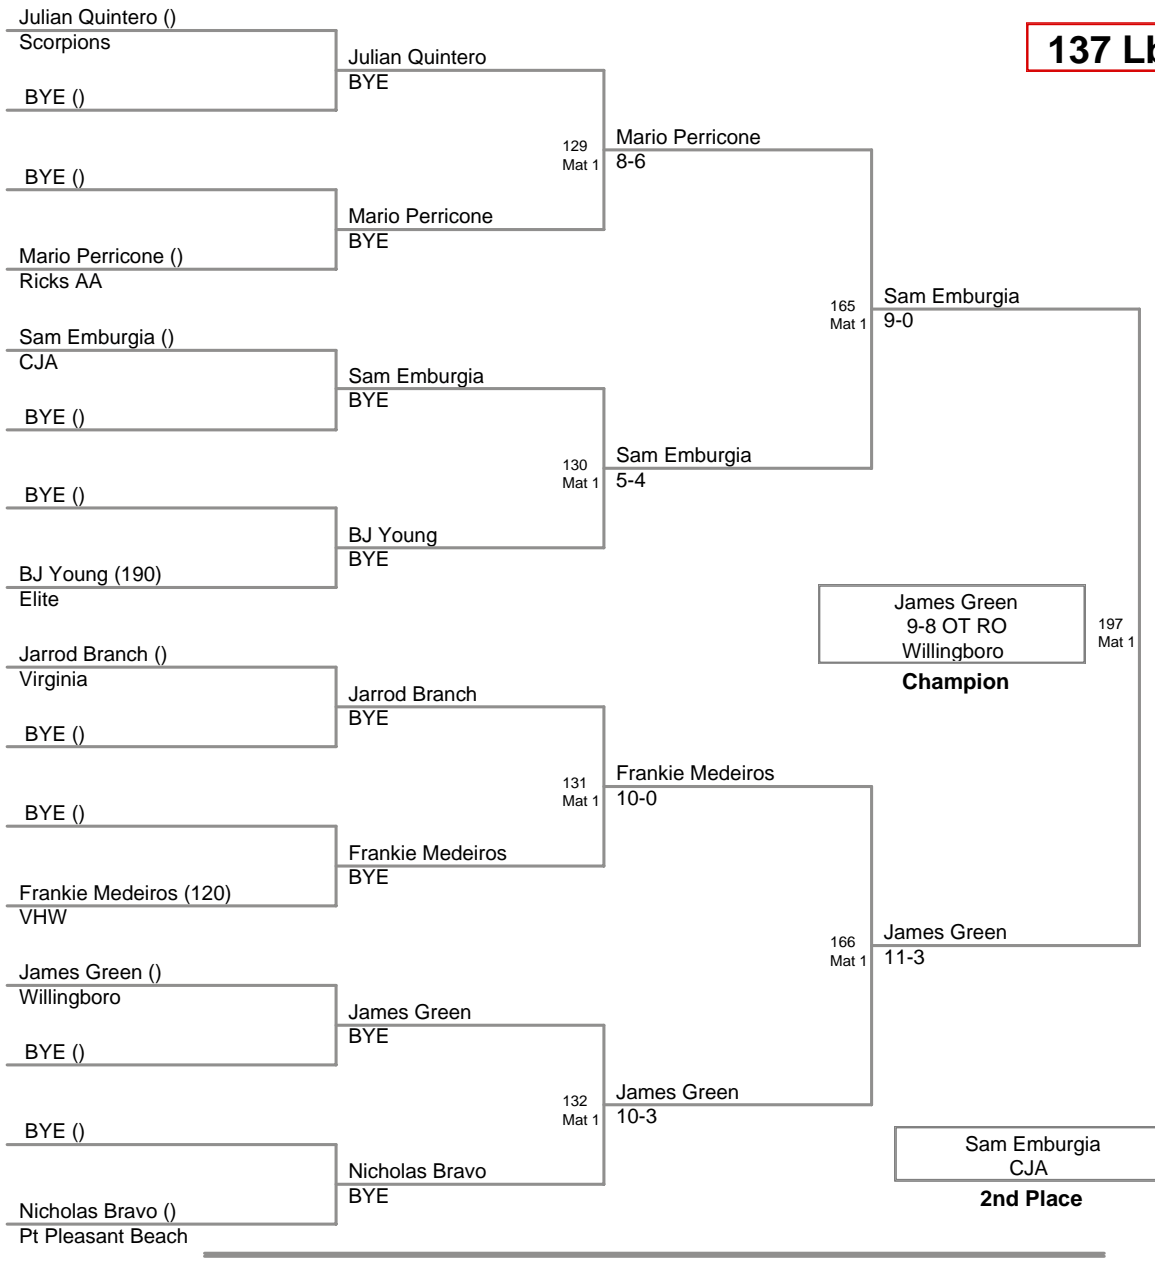 Julian Quintero ()
Scorpions
137 Lb
Julian Quintero
BYE
BYE ()
129
Mat 1
Mario Perricone
8-6
BYE ()
Mario Perricone
BYE
Mario Perricone ()
Ricks AA
165
Mat 1
Sam Emburgia
9-0
Sam Emburgia ()
CJA
Sam Emburgia
BYE
BYE ()
130
Mat 1
Sam Emburgia
5-4
BYE ()
BJ Young
BYE
BJ Young (190)
Elite
James Green
9-8 OT RO
Willingboro
Champion
197
Mat 1
Jarrod Branch ()
Virginia
Jarrod Branch
BYE
BYE ()
131
Mat 1
Frankie Medeiros
10-0
BYE ()
Frankie Medeiros
BYE
Frankie Medeiros (120)
VHW
166
Mat 1
James Green
11-3
James Green ()
Willingboro
James Green
BYE
BYE ()
132
Mat 1
James Green
10-3
BYE ()
Nicholas Bravo
BYE
Nicholas Bravo ()
Pt Pleasant Beach
Sam Emburgia
CJA
2nd Place